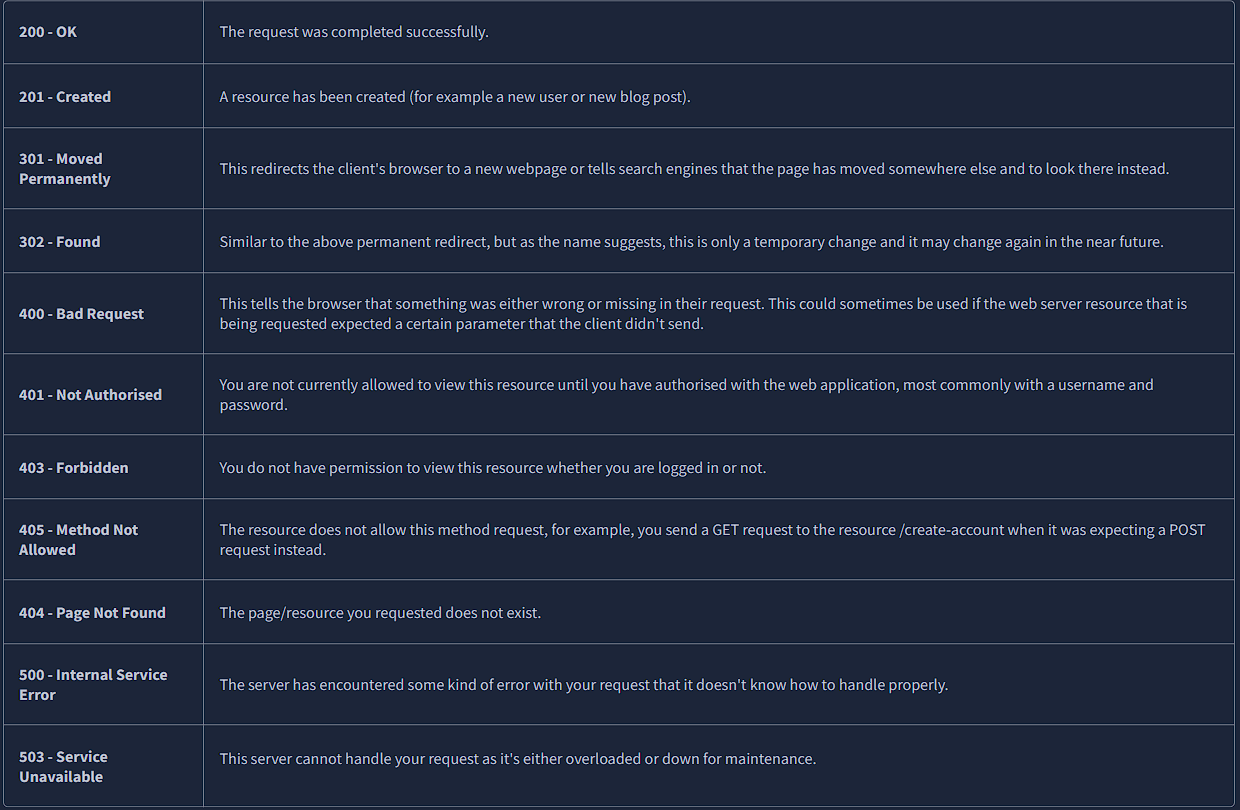 200 - OK
The request was completed successfully.
201 - Created
A resource has been created (for example a new user or new blog post).
301 - Moved
Permanently
This redirects the client's browser to a new webpage or tells search engines that the page has moved somewhere else and to look there instead.
302 - Found
Similar to the above permanent redirect, but as the name suggests, this is only a temporary change and it may change again in the near future.
400 - Bad Request
This tells the browser that something was either wrong or missing in their request. This could sometimes be used if the web server resource that is
being requested expected a certain parameter that the client didn't send.
401 - Not Authorised
You are not currently allowed to view this resource until you have authorised with the web application, most commonly with a username and
password.
403 - Forbidden
You do not have permission to view this resource whether you are logged in or not.
405 - Method Not
Allowed
The resource does not allow this method request, for example, you send a GET request to the resource /create-account when it was expecting a POST
request instead.
404 - Page Not Found
The page/resource you requested does not exist.
500 - Internal Service
Error
The server has encountered some kind of error with your request that it doesn't know how to handle properly.
503 - Service
Unavailable
This server cannot handle your request as it's either overloaded or down for maintenance.